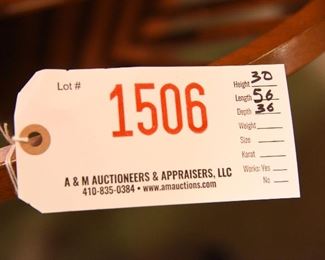 Lot #
1506
Height 30
Length 56
Depth 36
Weight
Size
Karat
Works: Yes
No
A & M AUCTIONEERS & APPRAISERS, LLC
410-835-0384 • www.amauctions.com